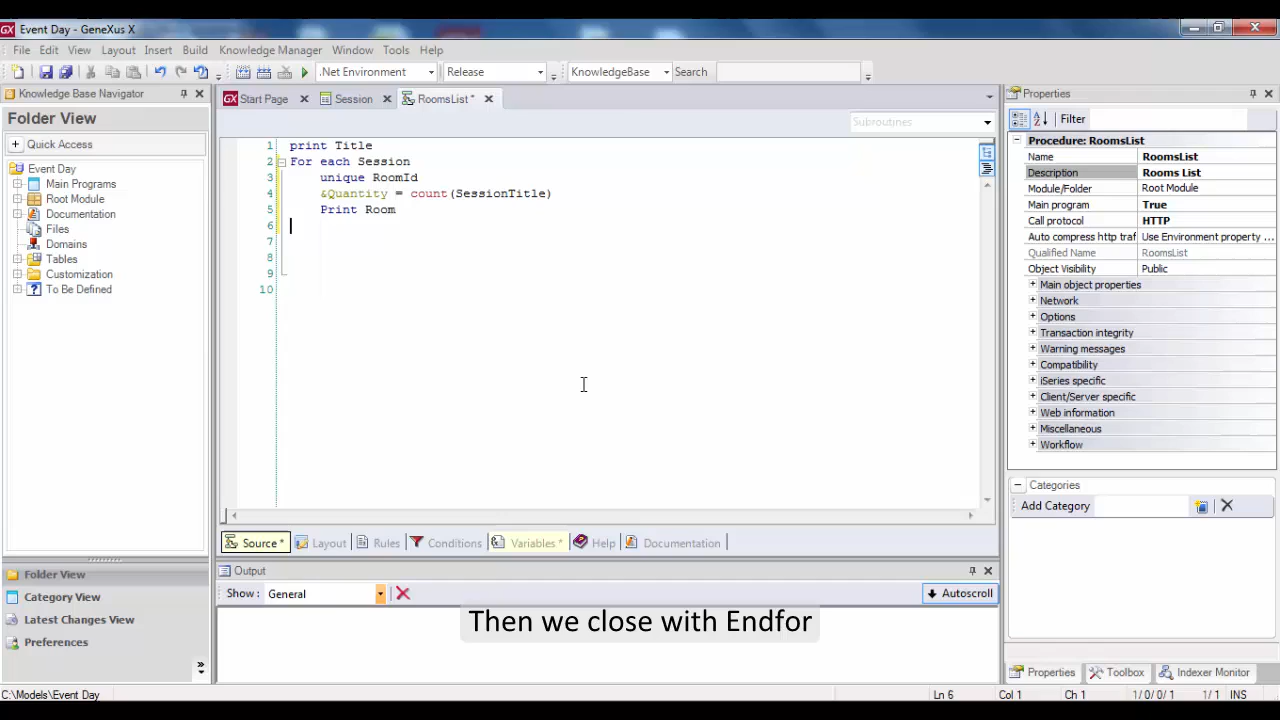 Event Day - GeneXus X
File Edit View Layout Insert Build Knowledge Manager Window Tools Help
.Net Environment Release KnowledgeBase Search
Knowledge Base Navigator
Folder View
Quick Access
Event Day
Main Programs
Root Module
Documentation
Files
Domains
Tables
Customization
To Be Defined
Folder View
Category View
Latest Changes View
Preferences
Start Page Session RoomsList *
Subroutines
1 print Title
2 For each Session
3 unique RoomId
4 &Quantity = count(SessionTitle)
5 Print Room
6
7
8
9
10
Source * Layout Rules Conditions Variables * Help Documentation
Output
Show: General Autoscroll
Then we close with Endfor
Properties
Filter
Procedure: RoomsList
Name RoomsList
Description Rooms List
Module/Folder Root Module
Main program True
Call protocol HTTP
Auto compress http traf Use Environment property ...
Qualified Name RoomsList
Object Visibility Public
Main object properties
Network
Options
Transaction integrity
Warning messages
Compatibility
iSeries specific
Client/Server specific
Web information
Miscellaneous
Workflow
Categories
Add Category
Properties Toolbox Indexer Monitor
C:\Models\Event Day Ln 6 Col 1 Ch 1 1/0/0/1 1/1 INS